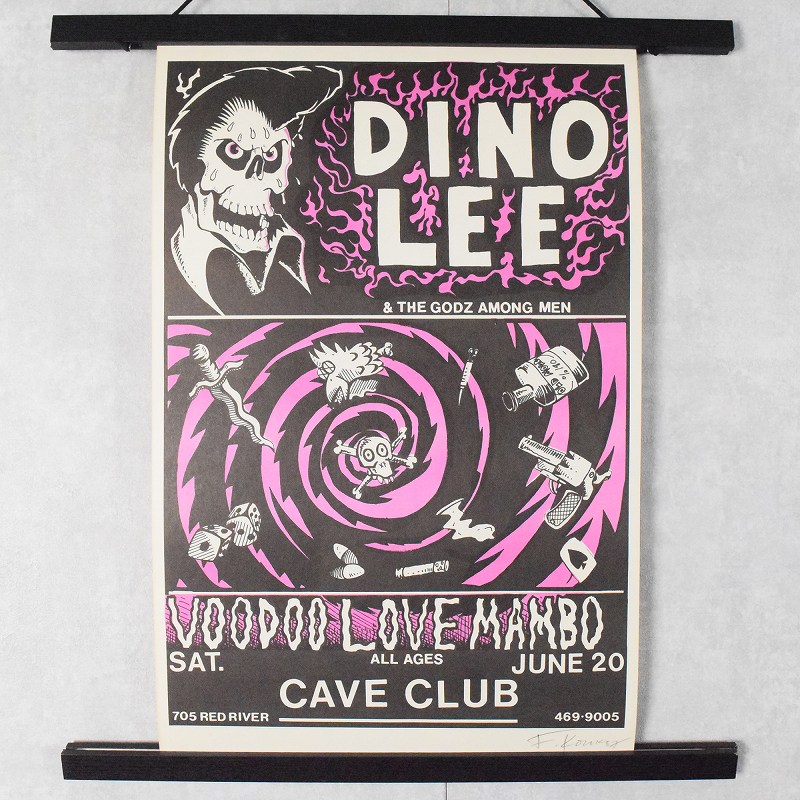 DINO
LEE
& THE GODZ AMONG MEN
VOODOO LOVE MAMBO
SAT. ALL AGES JUNE 20
CAVE CLUB
705 RED RIVER 469·9005